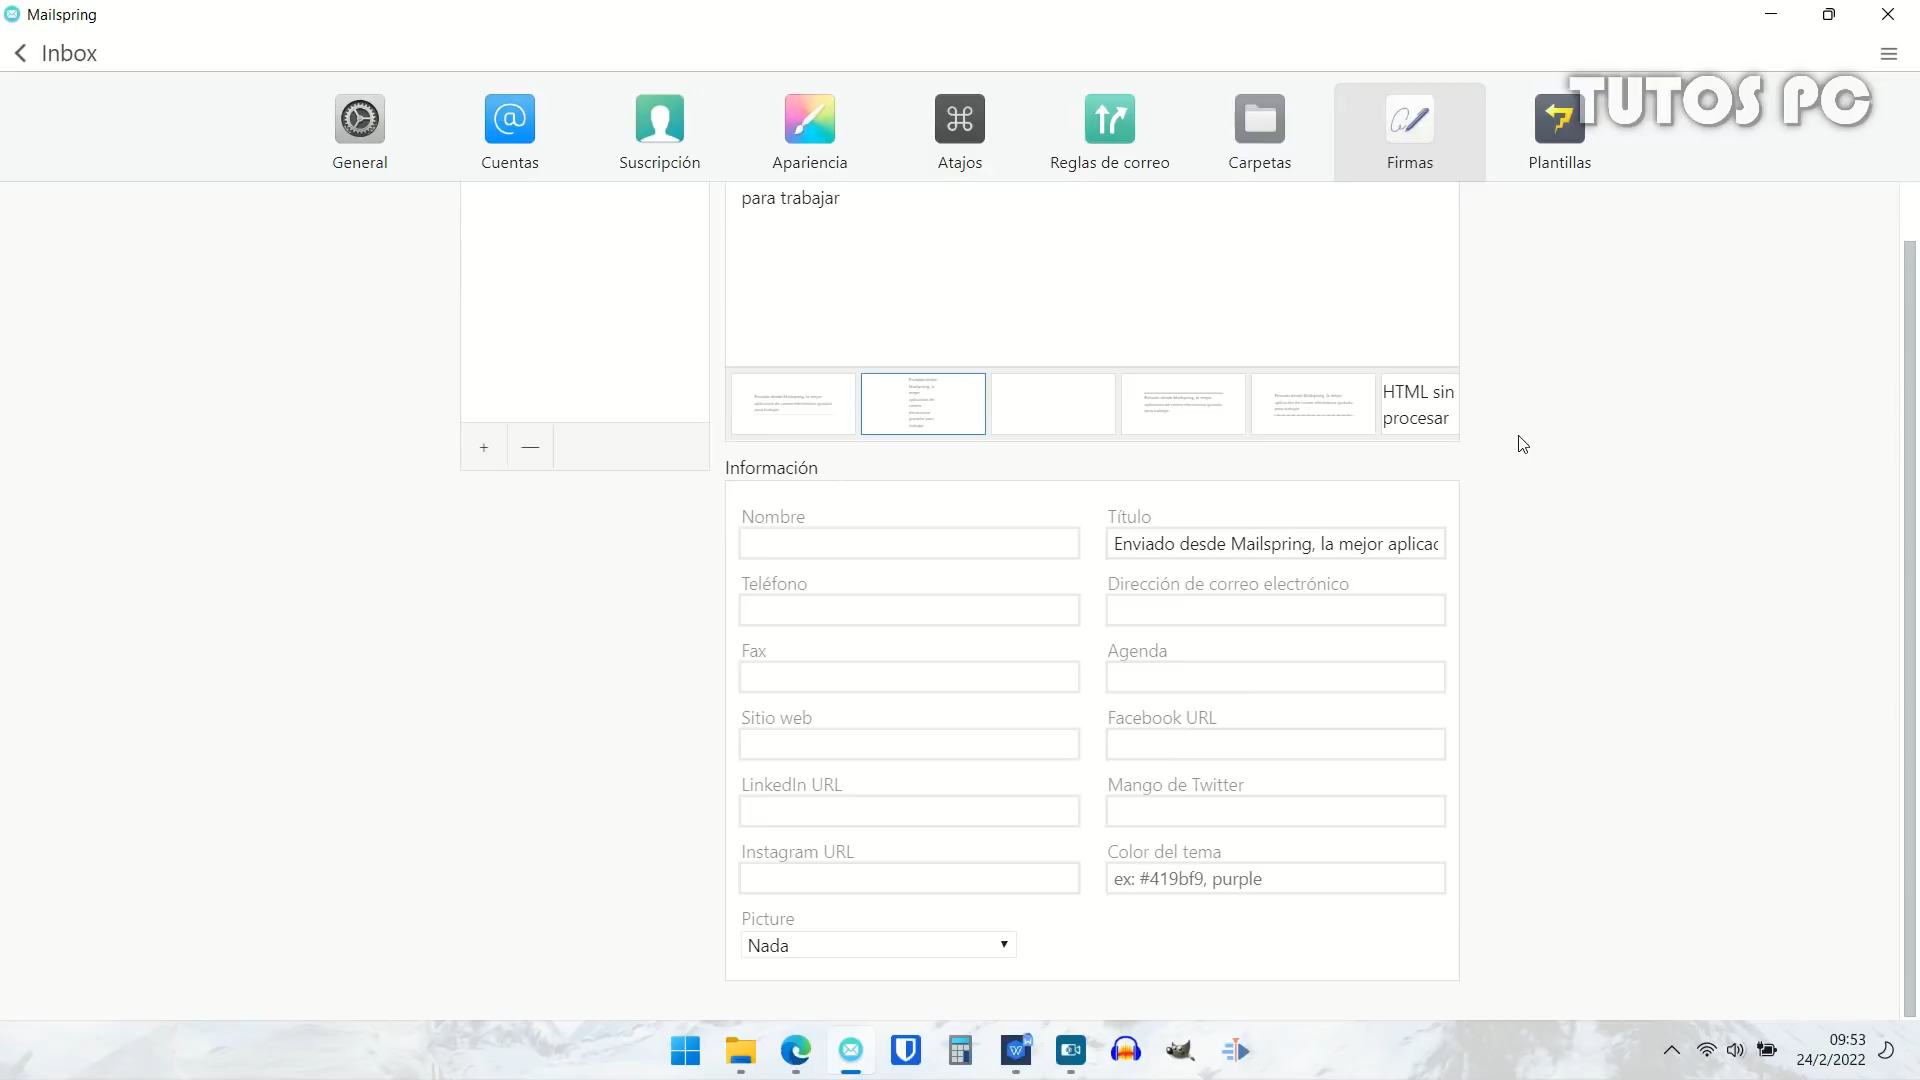 Mailspring
Inbox
TUTOS PC
General
Cuentas
Suscripción
Apariencia
Atajos
Reglas de correo
Carpetas
Firmas
Plantillas
para trabajar
HTML sin
procesar
+
—
Información
Nombre
Título
Enviado desde Mailspring, la mejor aplicac
Teléfono
Dirección de correo electrónico
Fax
Agenda
Sitio web
Facebook URL
LinkedIn URL
Mango de Twitter
Instagram URL
Color del tema
ex: #419bf9, purple
Picture
Nada
09:53
24/2/2022